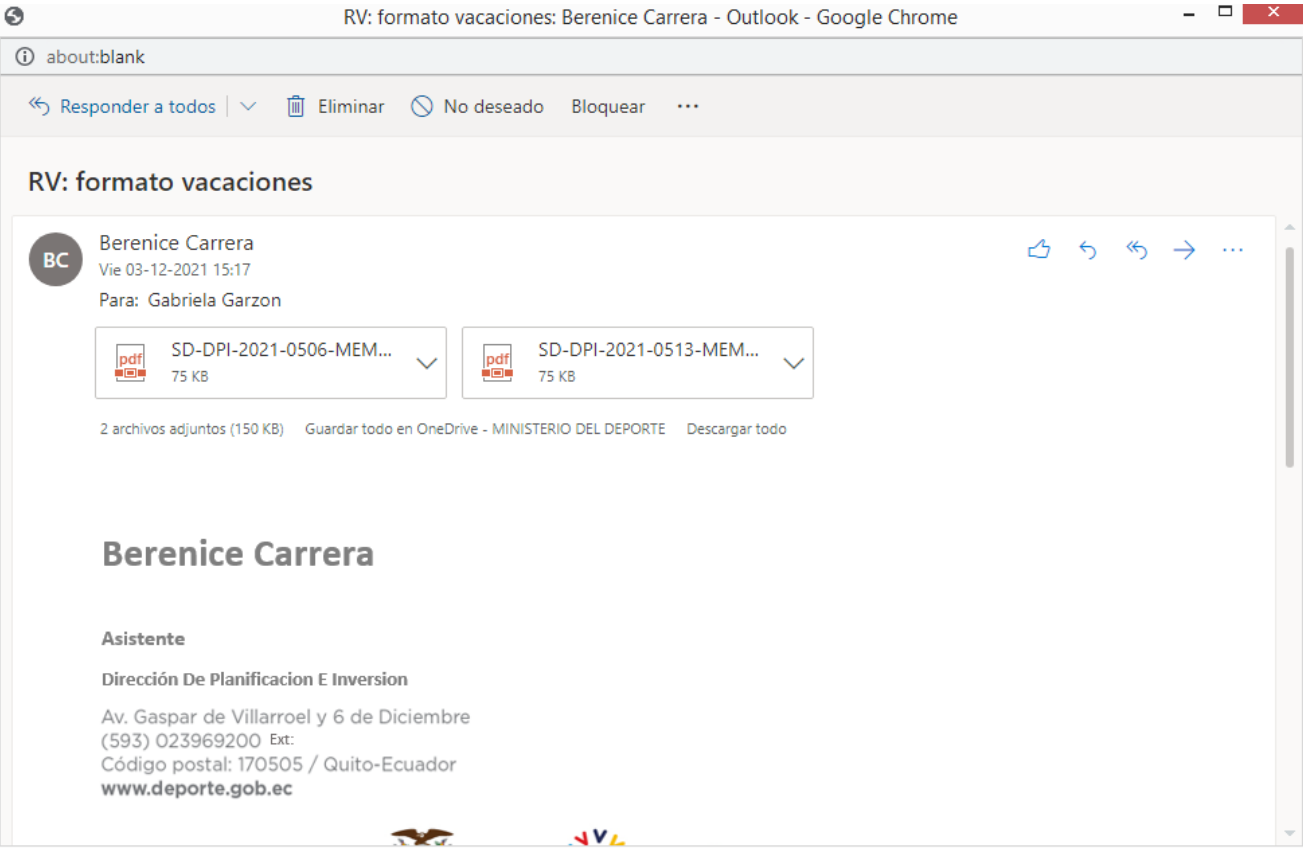 RV: formato vacaciones: Berenice Carrera - Outlook - Google Chrome
about:blank
Responder a todos Eliminar No deseado Bloquear ...
RV: formato vacaciones
BC
Berenice Carrera
Vie 03-12-2021 15:17
Para: Gabriela Garzon
pdf SD-DPI-2021-0506-MEM... 75 KB
pdf SD-DPI-2021-0513-MEM... 75 KB
2 archivos adjuntos (150 KB) Guardar todo en OneDrive - MINISTERIO DEL DEPORTE Descargar todo
Berenice Carrera
Asistente
Dirección De Planificacion E Inversion
Av. Gaspar de Villarroel y 6 de Diciembre
(593) 023969200 Ext:
Código postal: 170505 / Quito-Ecuador
www.deporte.gob.ec